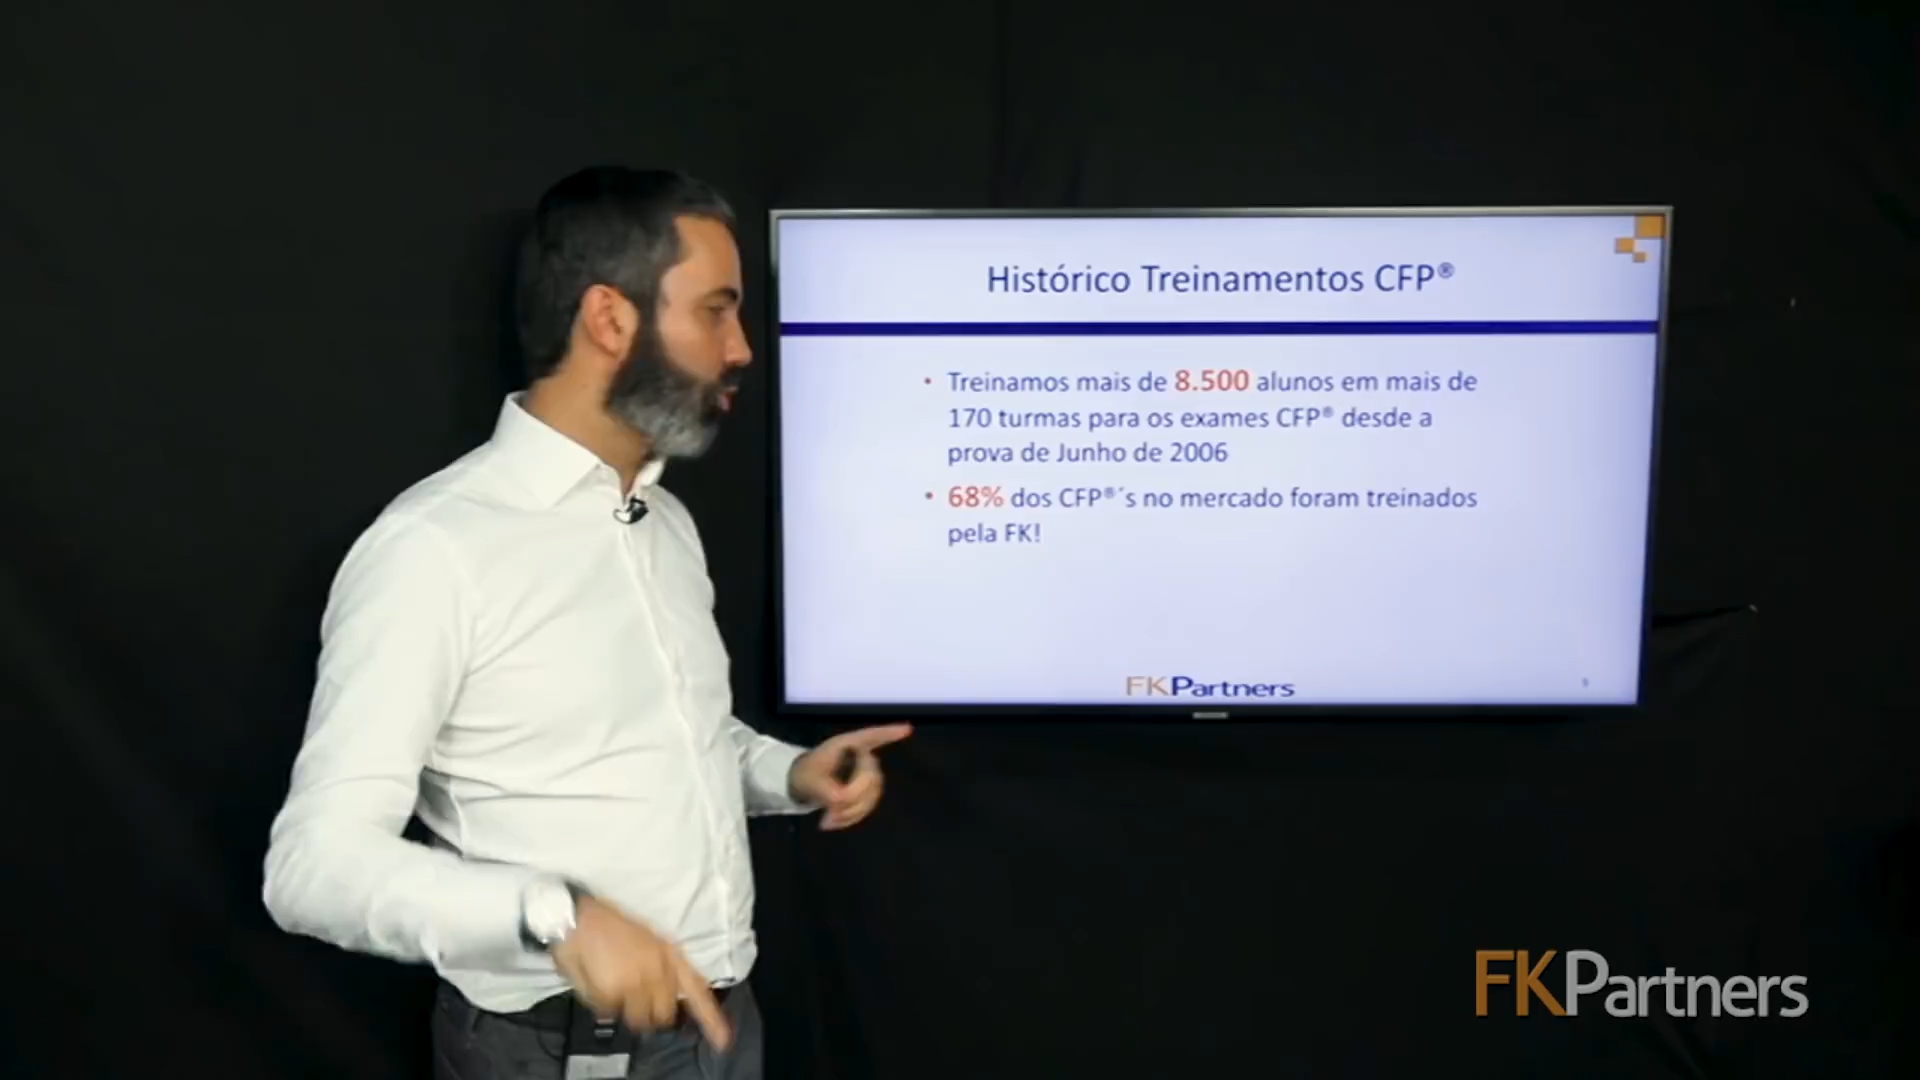 Histórico Treinamentos CFP®
• Treinamos mais de 8.500 alunos em mais de
170 turmas para os exames CFP® desde a
prova de Junho de 2006
• 68% dos CFP®´s no mercado foram treinados
pela FK!
FKPartners
9
FKPartners